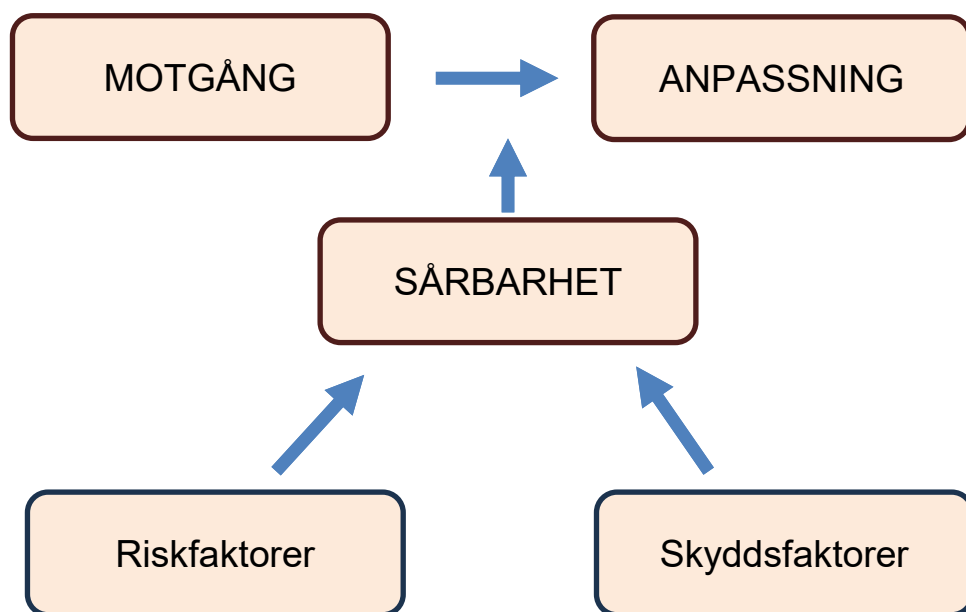 MOTGÅNG
ANPASSNING
SÅRBARHET
Riskfaktorer
Skyddsfaktorer